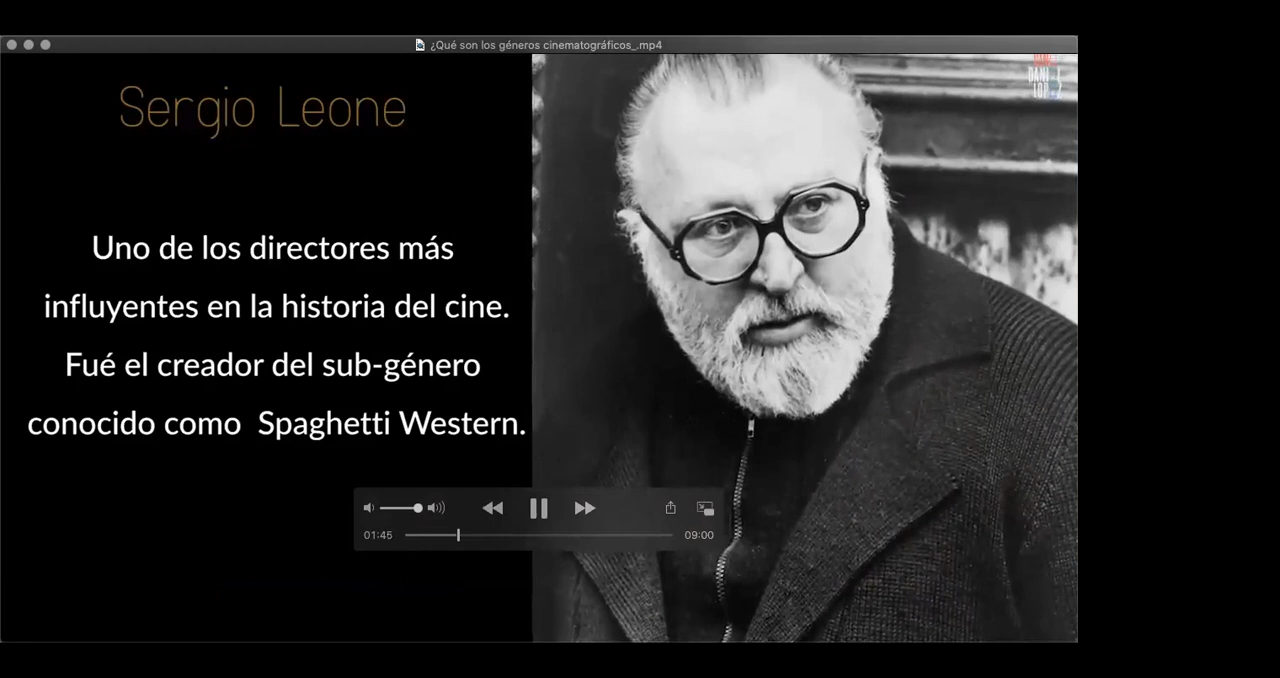 ¿Qué son los géneros cinematográficos_.mp4
Sergio Leone
Uno de los directores más
influyentes en la historia del cine.
Fué el creador del sub-género
conocido como Spaghetti Western.
01:45
09:00